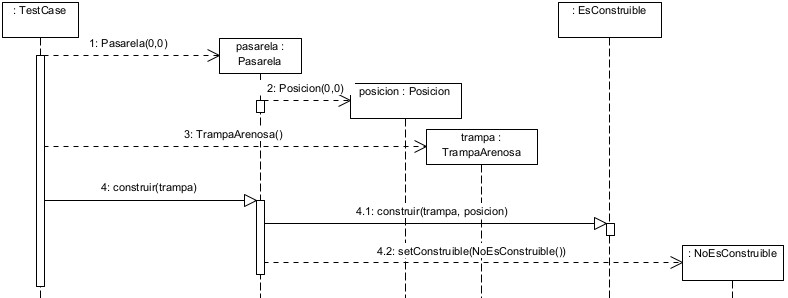 : TestCase
: EsConstruible
1: Pasarela(0,0)
pasarela :
Pasarela
2: Posicion(0,0)
posicion : Posicion
3: TrampaArenosa()
trampa :
TrampaArenosa
4: construir(trampa)
4.1: construir(trampa, posicion)
4.2: setConstruible(NoEsConstruible())
: NoEsConstruible